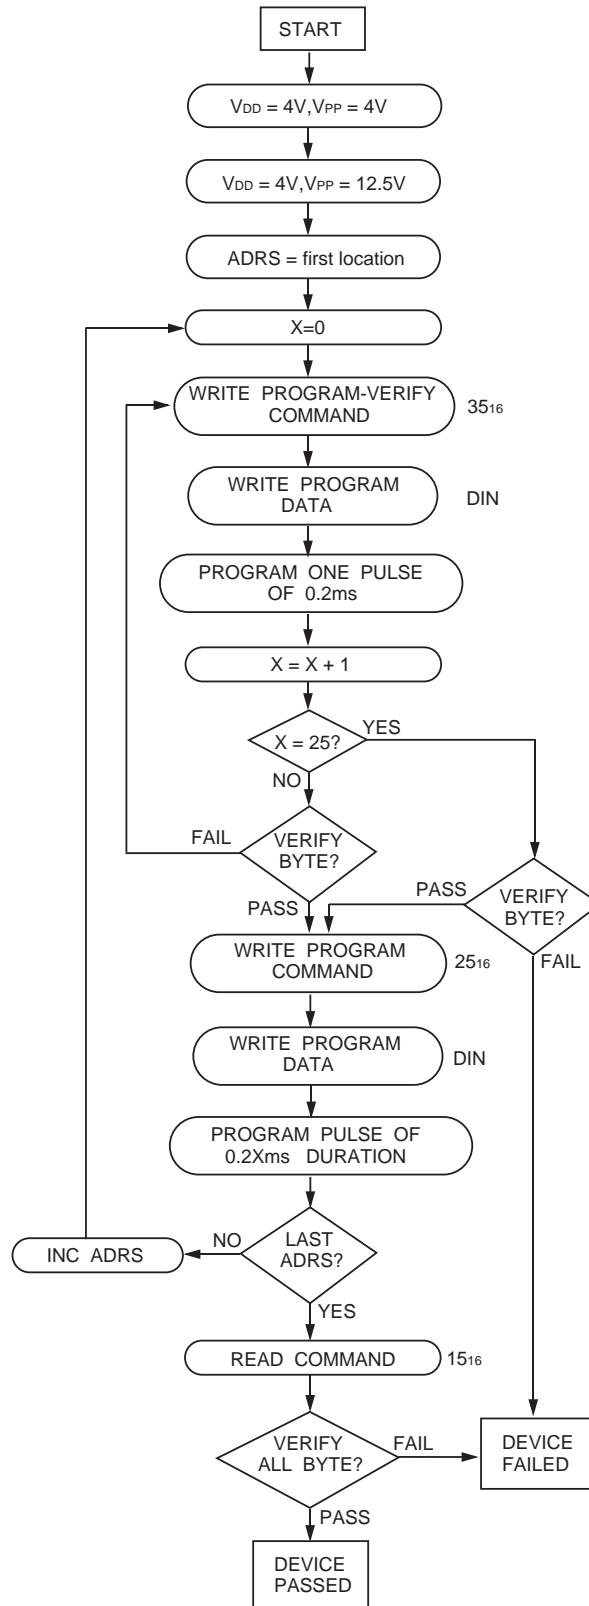 START
VDD = 4V,VPP = 4V
VDD = 4V,VPP = 12.5V
ADRS = first location
X=0
WRITE PROGRAM-VERIFY
COMMAND
35₁₆
WRITE PROGRAM
DATA
DIN
PROGRAM ONE PULSE
OF 0.2ms
X = X + 1
X = 25?
YES
NO
FAIL
VERIFY
BYTE?
PASS
PASS
VERIFY
BYTE?
FAIL
WRITE PROGRAM
COMMAND
25₁₆
WRITE PROGRAM
DATA
DIN
PROGRAM PULSE OF
0.2Xms DURATION
LAST
ADRS?
NO
INC ADRS
YES
READ COMMAND
15₁₆
VERIFY
ALL BYTE?
FAIL
DEVICE
FAILED
PASS
DEVICE
PASSED